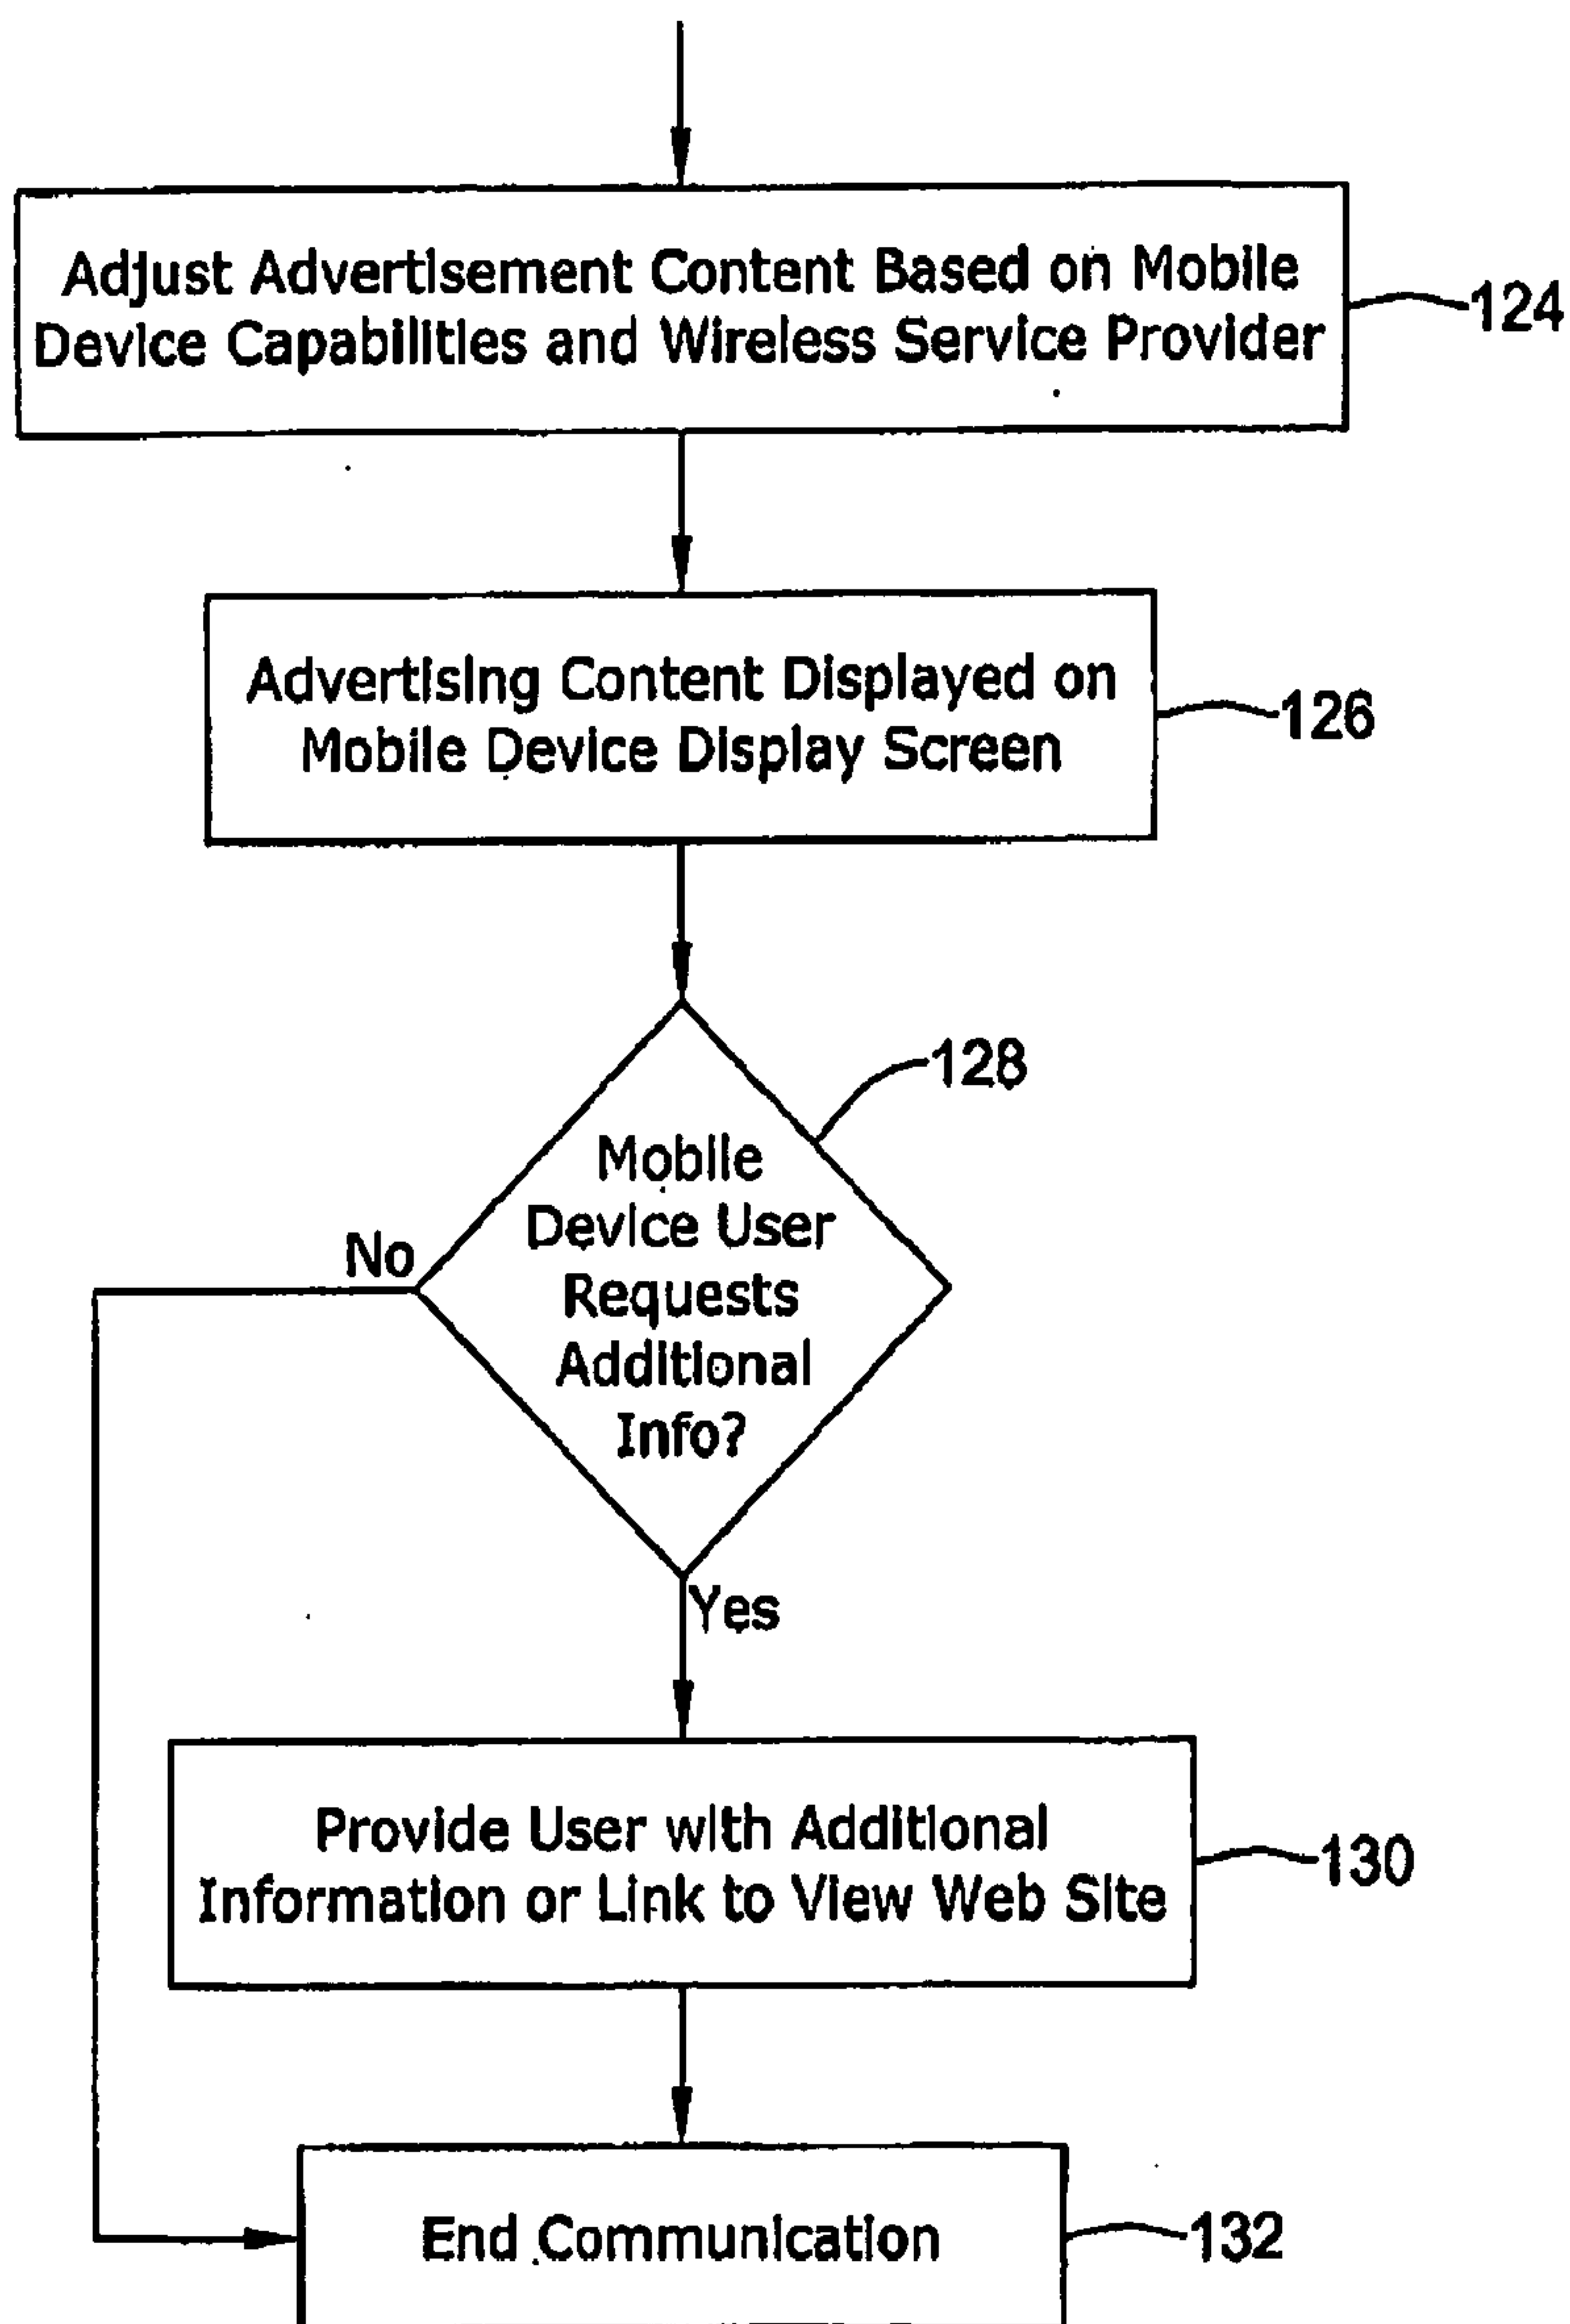 Adjust Advertisement Content Based on Mobile
Device Capabilities and Wireless Service Provider
124
Advertising Content Displayed on
Mobile Device Display Screen
126
128
Mobile
Device User
Requests
Additional
Info?
No
Yes
Provide User with Additional
Information or Link to View Web Site
130
End Communication
132